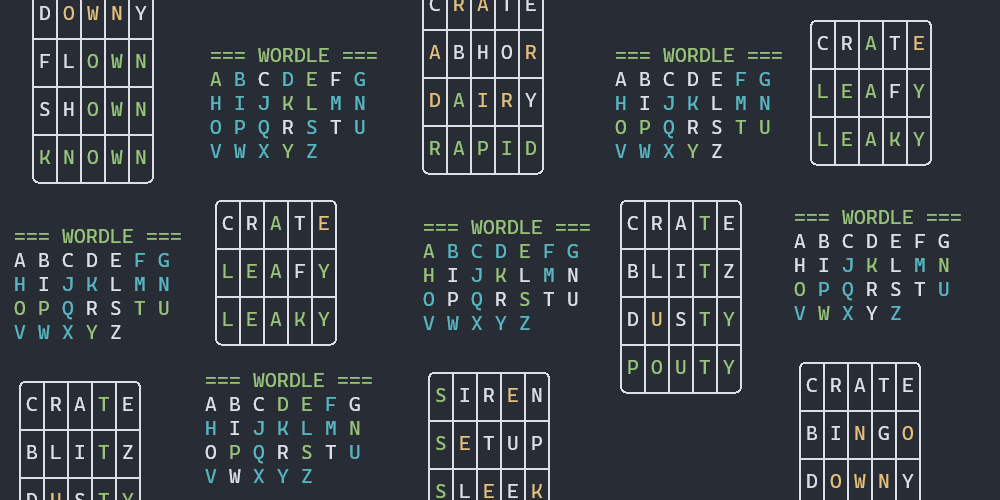 D O W N Y
F L O W N
S H O W N
K N O W N
=== WORDLE ===
A B C D E F G
H I J K L M N
O P Q R S T U
V W X Y Z
C R A T E
A B H O R
D A I R Y
R A P I D
=== WORDLE ===
A B C D E F G
H I J K L M N
O P Q R S T U
V W X Y Z
C R A T E
L E A F Y
L E A K Y
=== WORDLE ===
A B C D E F G
H I J K L M N
O P Q R S T U
V W X Y Z
C R A T E
L E A F Y
L E A K Y
=== WORDLE ===
A B C D E F G
H I J K L M N
O P Q R S T U
V W X Y Z
C R A T E
B L I T Z
D U S T Y
P O U T Y
=== WORDLE ===
A B C D E F G
H I J K L M N
O P Q R S T U
V W X Y Z
C R A T E
B L I T Z
D U S T Y
=== WORDLE ===
A B C D E F G
H I J K L M N
O P Q R S T U
V W X Y Z
S I R E N
S E T U P
S L E E K
C R A T E
B I N G O
D O W N Y